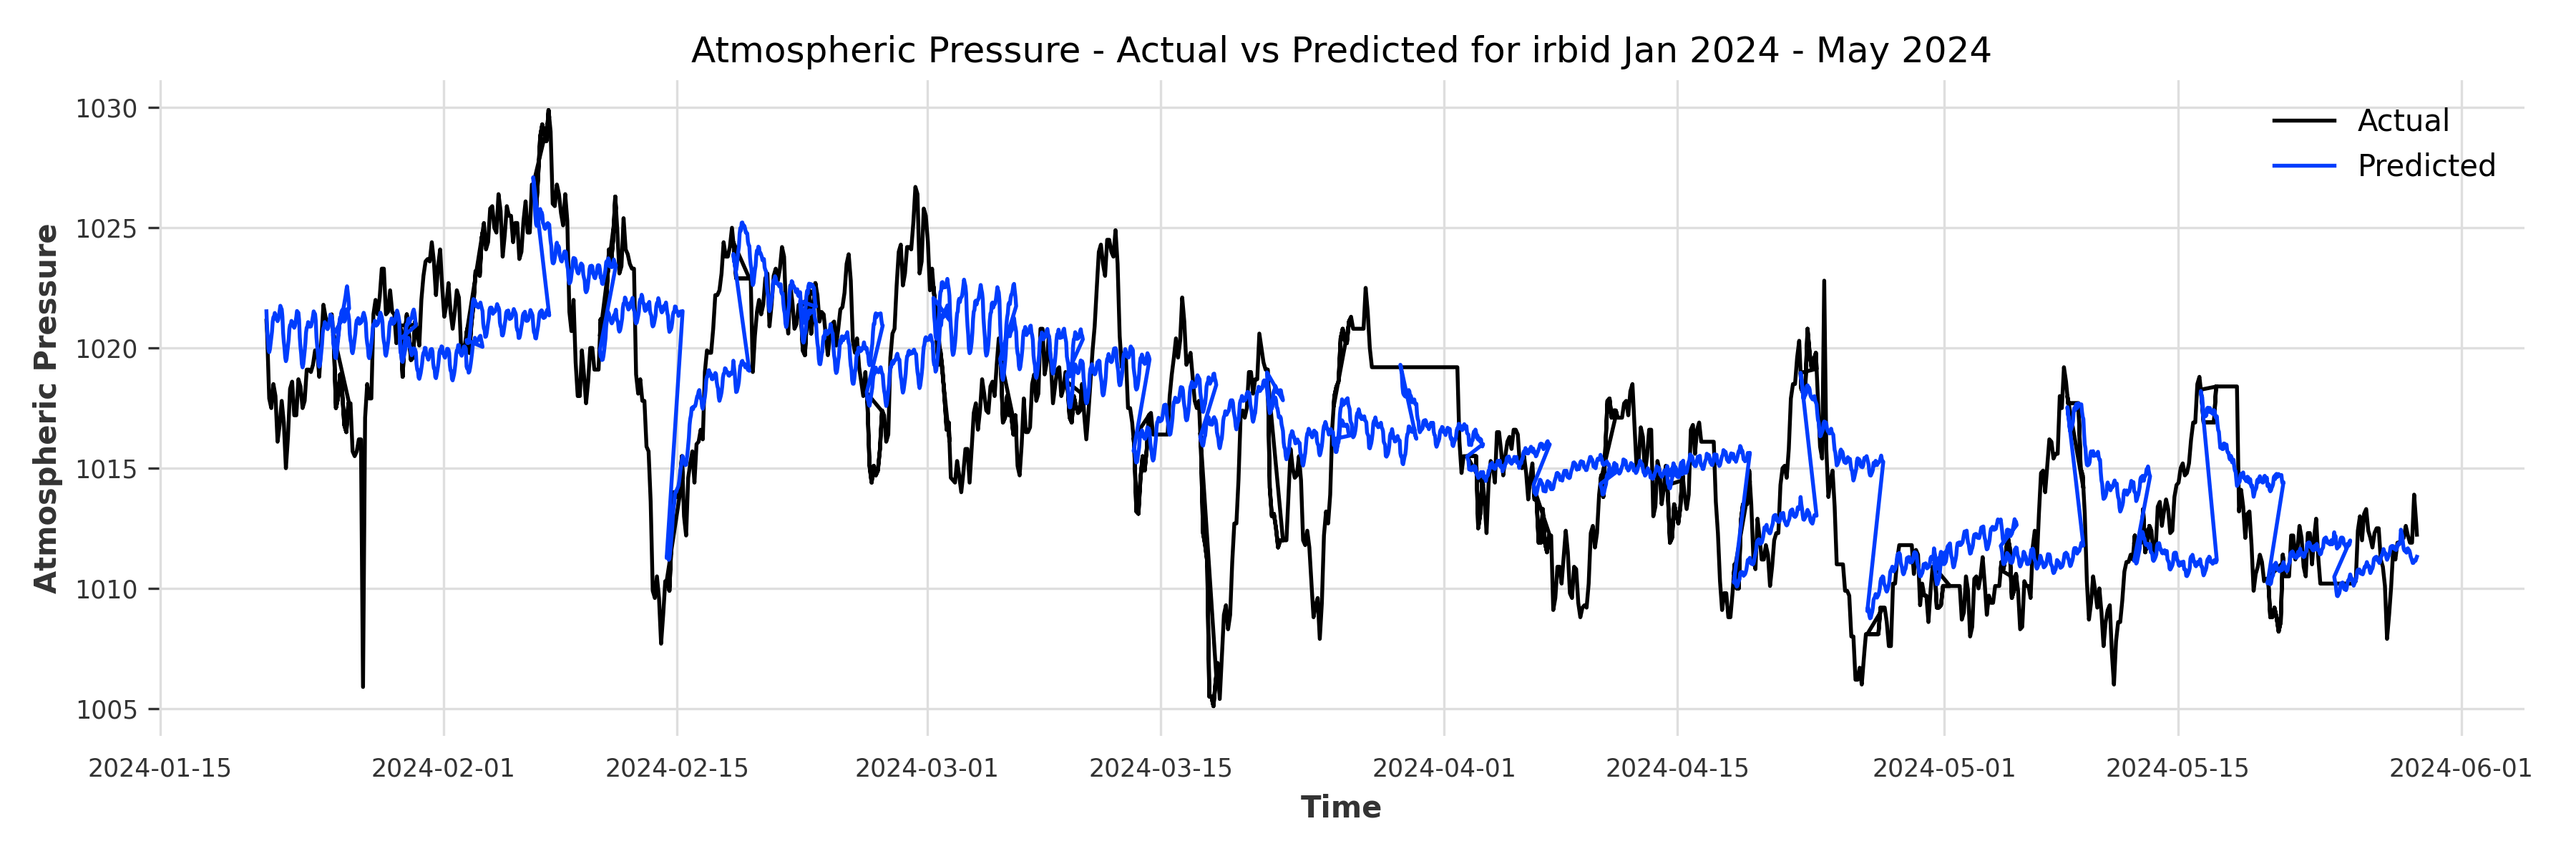 Atmospheric Pressure - Actual vs Predicted for irbid Jan 2024 - May 2024
Actual
Predicted
Atmospheric Pressure
1030
1025
1020
1015
1010
1005
2024-01-15 2024-02-01 2024-02-15 2024-03-01 2024-03-15 2024-04-01 2024-04-15 2024-05-01 2024-05-15 2024-06-01
Time